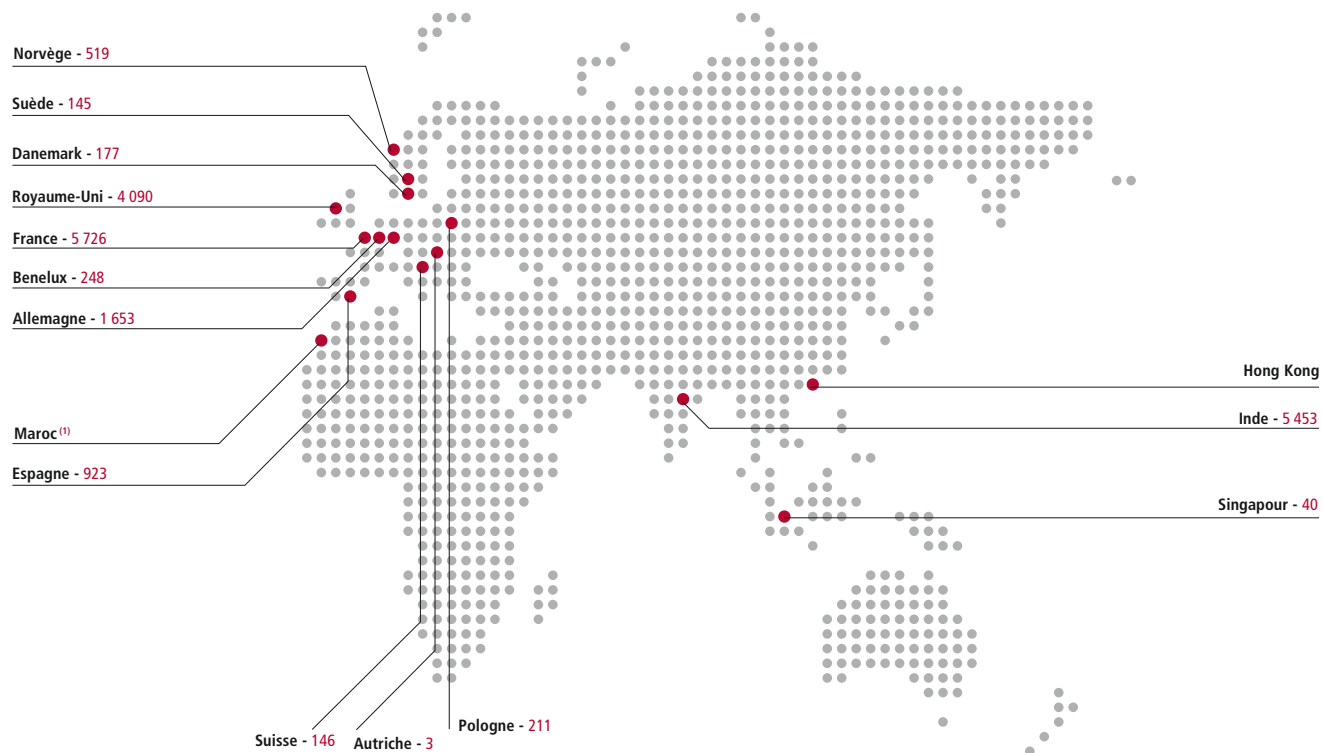 Norvège - 519
Suède - 145
Danemark - 177
Royaume-Uni - 4 090
France - 5 726
Benelux - 248
Allemagne - 1 653
Maroc (1)
Espagne - 923
Hong Kong
Inde - 5 453
Singapour - 40
Suisse - 146
Autriche - 3
Pologne - 211